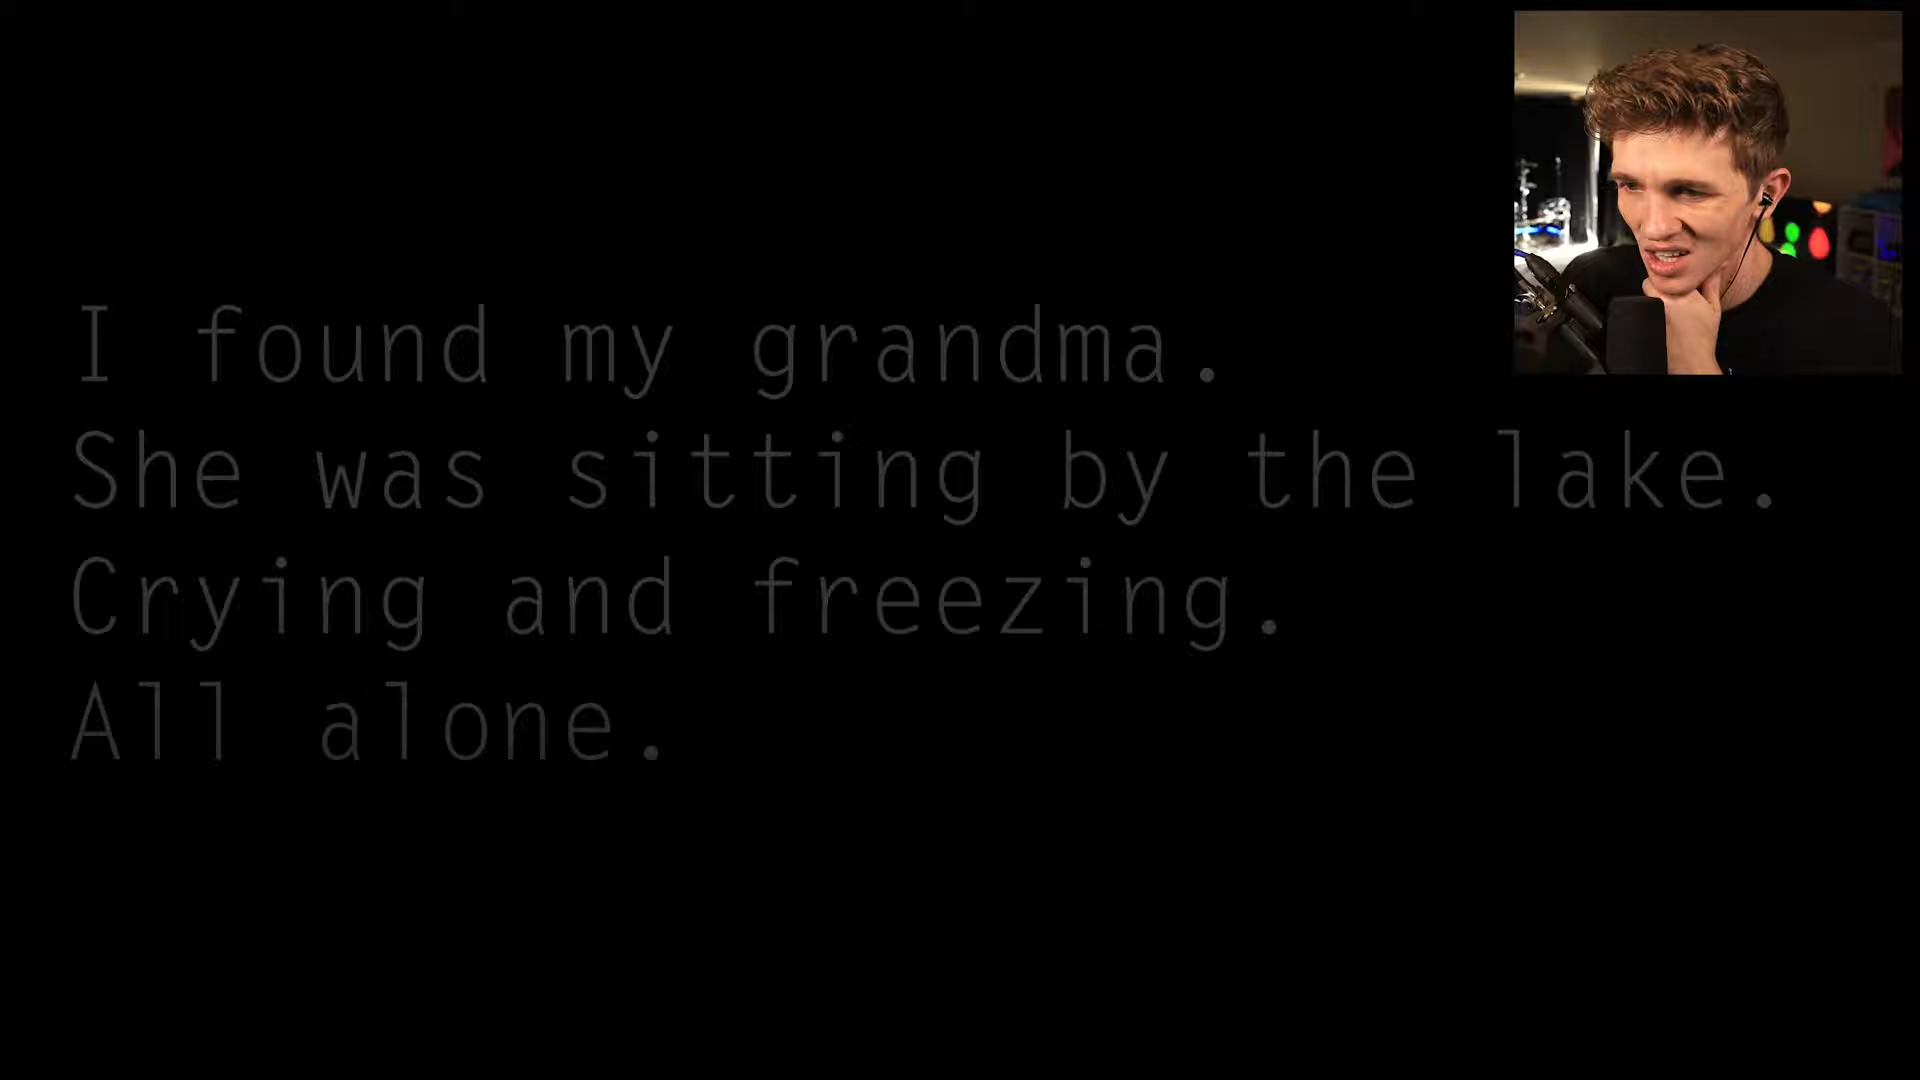 I found my grandma.
She was sitting by the lake.
Crying and freezing.
All alone.